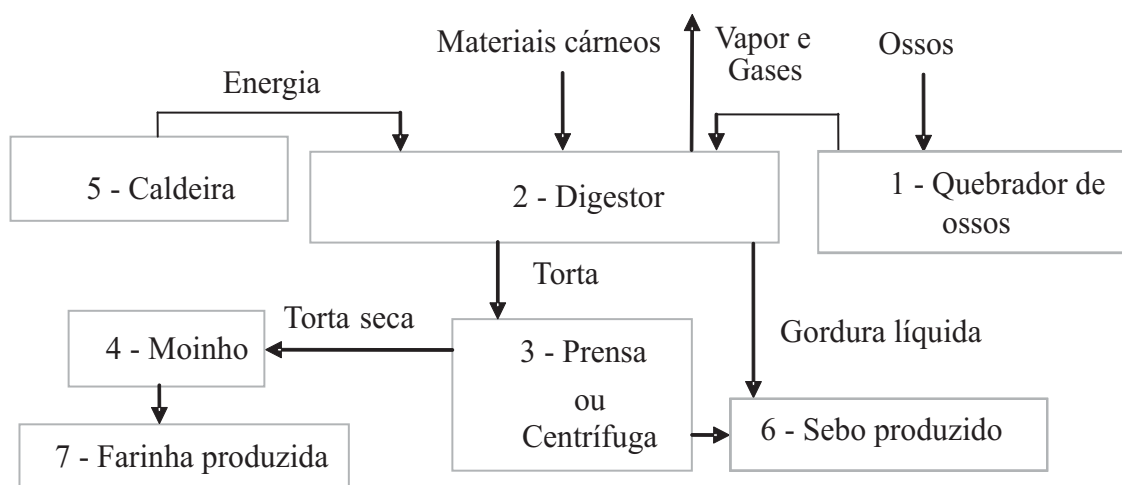 Materiais cárneos
Vapor e
Gases
Ossos
Energia
5 - Caldeira
2 - Digestor
1 - Quebrador de
ossos
Torta
Torta seca
Gordura líquida
4 - Moinho
3 - Prensa
ou
Centrífuga
6 - Sebo produzido
7 - Farinha produzida